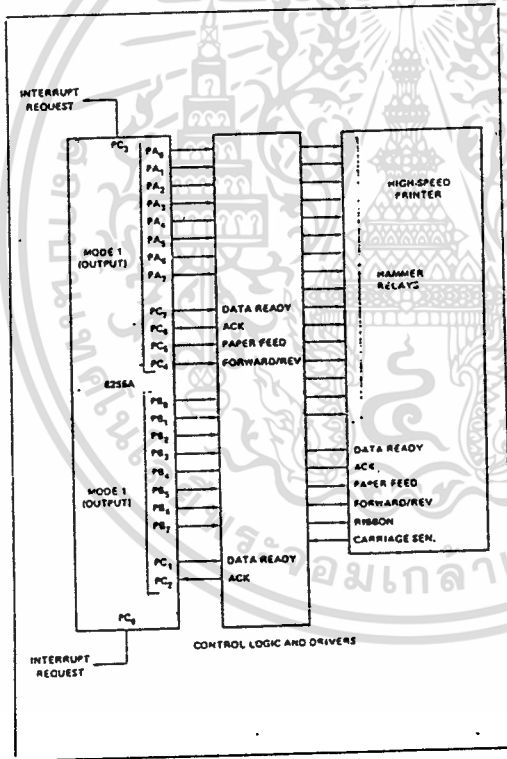 INTERRUPT
REQUEST
PC₃
PA₀
PA₁
PA₂
PA₃
PA₄
PA₅
PA₆
PA₇
MODE 1
(OUTPUT)
PC₇
PC₆
PC₅
PC₄
DATA READY
ACK
PAPER FEED
FORWARD/REV
8255A
PB₀
PB₁
PB₂
PB₃
PB₄
PB₅
PB₆
PB₇
MODE 1
(OUTPUT)
PC₁
PC₂
DATA READY
ACK
PC₀
INTERRUPT
REQUEST
CONTROL LOGIC AND DRIVERS
HIGH-SPEED
PRINTER
HAMMER
RELAYS
DATA READY
ACK
PAPER FEED
FORWARD/REV
RIBBON
CARRIAGE SEN.